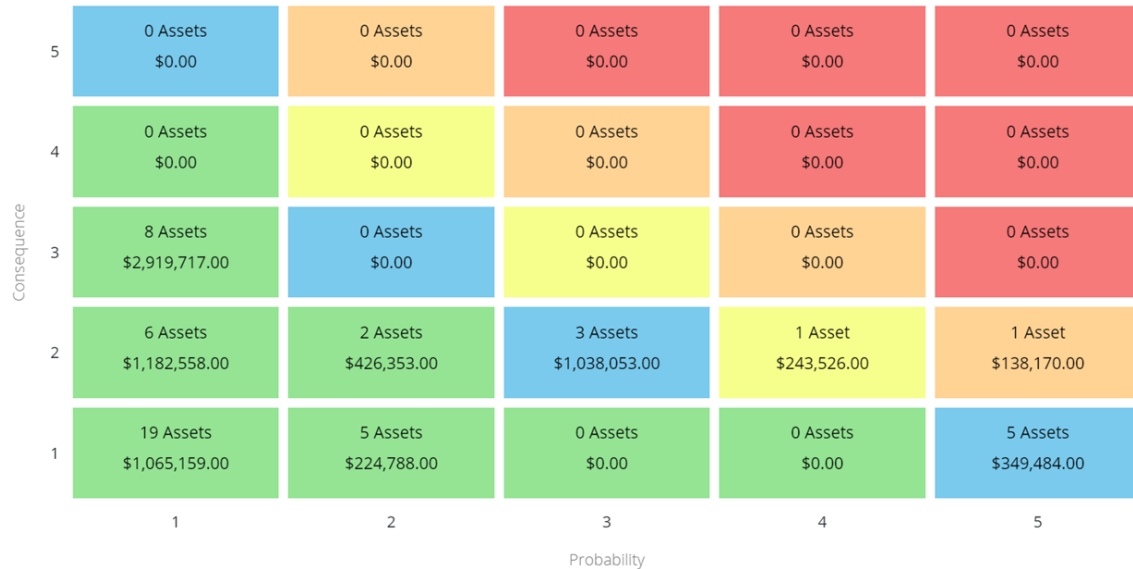 0 Assets
$0.00
0 Assets
$0.00
0 Assets
$0.00
0 Assets
$0.00
0 Assets
$0.00
5
0 Assets
$0.00
0 Assets
$0.00
0 Assets
$0.00
0 Assets
$0.00
0 Assets
$0.00
4
Consequence
8 Assets
$2,919,717.00
0 Assets
$0.00
0 Assets
$0.00
0 Assets
$0.00
0 Assets
$0.00
3
6 Assets
$1,182,558.00
2 Assets
$426,353.00
3 Assets
$1,038,053.00
1 Asset
$243,526.00
1 Asset
$138,170.00
2
19 Assets
$1,065,159.00
5 Assets
$224,788.00
0 Assets
$0.00
0 Assets
$0.00
5 Assets
$349,484.00
1
1
2
3
4
5
Probability